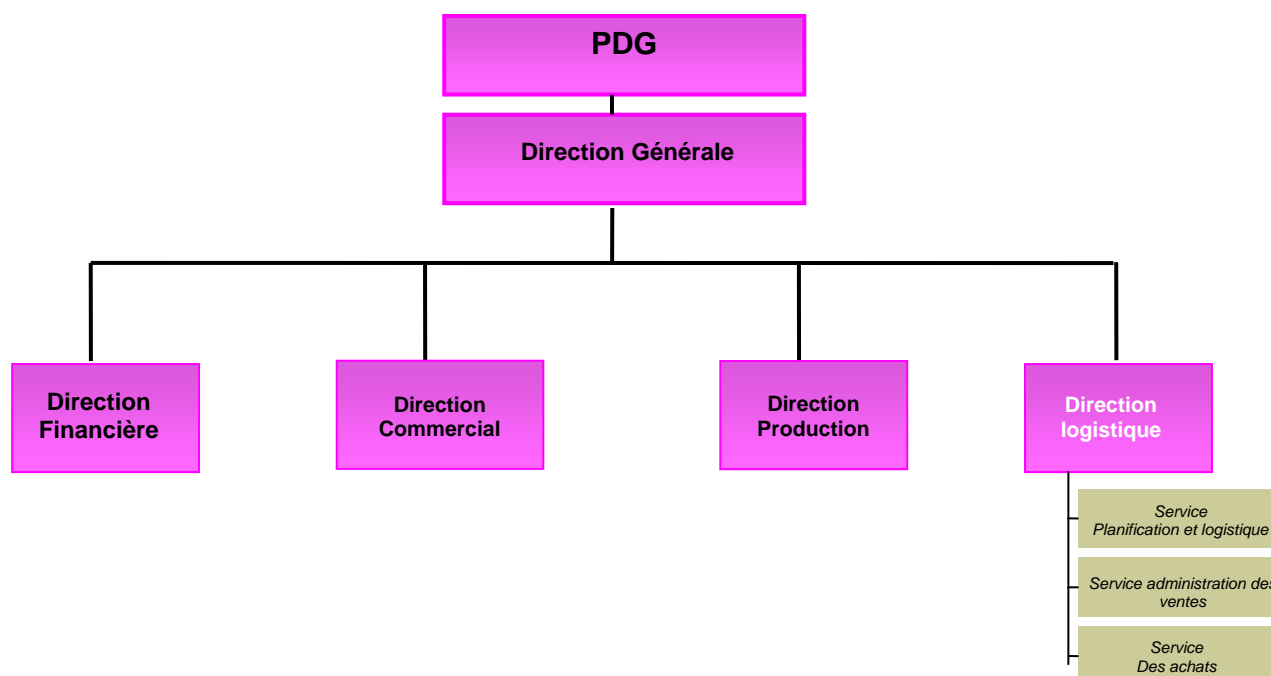 PDG
Direction Générale
Direction
Financière
Direction
Commercial
Direction
Production
Direction
logistique
Service
Planification et logistique
Service administration des
ventes
Service
Des achats